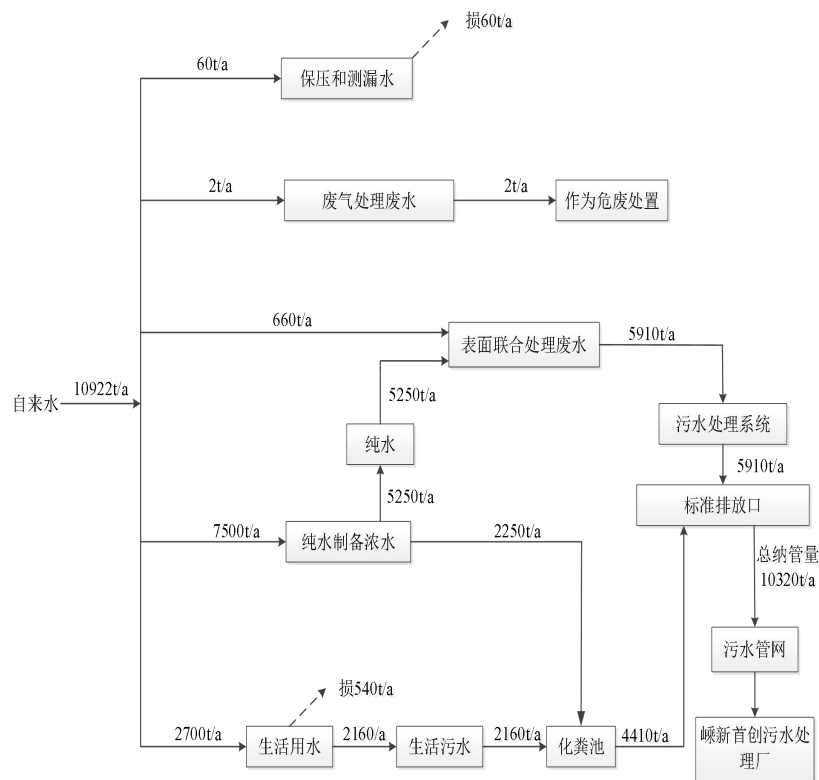 损60t/a
60t/a
保压和测漏水
2t/a
废气处理废水
2t/a
作为危废处置
660t/a
表面联合处理废水
5910t/a
自来水
10922t/a
5250t/a
纯水
污水处理系统
5250t/a
5910t/a
标准排放口
7500t/a
纯水制备浓水
2250t/a
总纳管量
10320t/a
污水管网
损540t/a
2700t/a
生活用水
2160/a
生活污水
2160t/a
化粪池
4410t/a
嵊新首创污水处
理厂